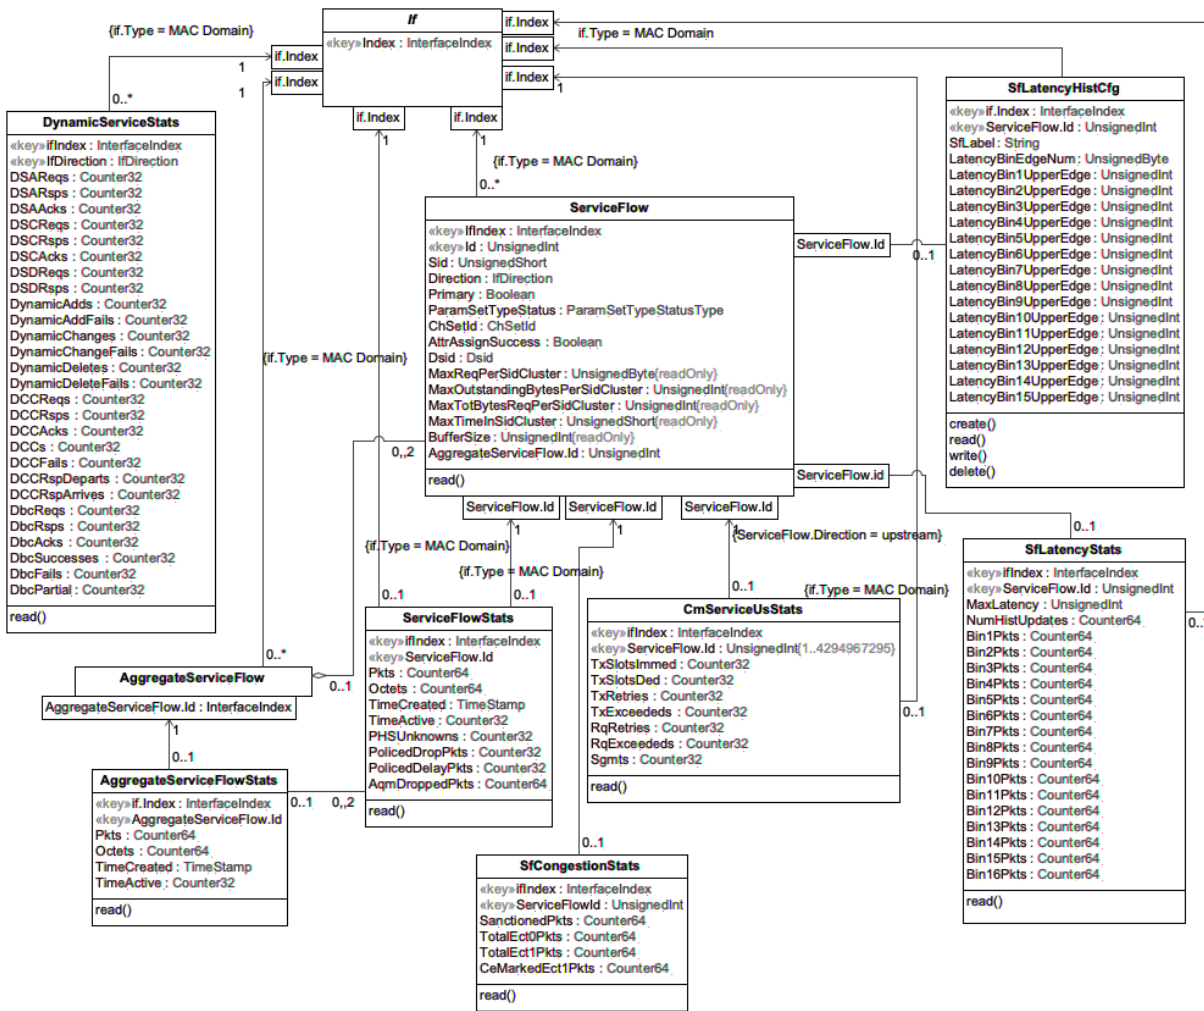 If
«key»Index : InterfaceIndex
if.Index
if.Index
if.Index
if.Index
if.Index
if.Index
if.Index
{if.Type = MAC Domain}
1
1
0..*
if.Type = MAC Domain
1
1
1
{if.Type = MAC Domain}
0..*
DynamicServiceStats
«key»ifIndex : InterfaceIndex
«key»IfDirection : IfDirection
DSAReqs : Counter32
DSARsps : Counter32
DSAAcks : Counter32
DSCReqs : Counter32
DSCRsps : Counter32
DSCAcks : Counter32
DSDReqs : Counter32
DSDRsps : Counter32
DynamicAdds : Counter32
DynamicAddFails : Counter32
DynamicChanges : Counter32
DynamicChangeFails : Counter32
DynamicDeletes : Counter32
DynamicDeleteFails : Counter32
DCCReqs : Counter32
DCCRsps : Counter32
DCCAcks : Counter32
DCCs : Counter32
DCCFails : Counter32
DCCRspDeparts : Counter32
DCCRspArrives : Counter32
DbcReqs : Counter32
DbcRsps : Counter32
DbcAcks : Counter32
DbcSuccesses : Counter32
DbcFails : Counter32
DbcPartial : Counter32
read()
{if.Type = MAC Domain}
ServiceFlow
«key»IfIndex : InterfaceIndex
«key»Id : UnsignedInt
Sid : UnsignedShort
Direction : IfDirection
Primary : Boolean
ParamSetTypeStatus : ParamSetTypeStatusType
ChSetId : ChSetId
AttrAssignSuccess : Boolean
Dsid : Dsid
MaxReqPerSidCluster : UnsignedByte{readOnly}
MaxOutstandingBytesPerSidCluster : UnsignedInt{readOnly}
MaxTotBytesReqPerSidCluster : UnsignedInt{readOnly}
MaxTimeInSidCluster : UnsignedShort{readOnly}
BufferSize : UnsignedInt{readOnly}
AggregateServiceFlow.Id : UnsignedInt
read()
0,,2
ServiceFlow.Id
0..1
ServiceFlow.id
ServiceFlow.Id
ServiceFlow.Id
ServiceFlow.Id
SfLatencyHistCfg
«key»if.Index : InterfaceIndex
«key»ServiceFlow.Id : UnsignedInt
SfLabel : String
LatencyBinEdgeNum : UnsignedByte
LatencyBin1UpperEdge : UnsignedInt
LatencyBin2UpperEdge : UnsignedInt
LatencyBin3UpperEdge : UnsignedInt
LatencyBin4UpperEdge : UnsignedInt
LatencyBin5UpperEdge : UnsignedInt
LatencyBin6UpperEdge : UnsignedInt
LatencyBin7UpperEdge : UnsignedInt
LatencyBin8UpperEdge : UnsignedInt
LatencyBin9UpperEdge : UnsignedInt
LatencyBin10UpperEdge : UnsignedInt
LatencyBin11UpperEdge : UnsignedInt
LatencyBin12UpperEdge : UnsignedInt
LatencyBin13UpperEdge : UnsignedInt
LatencyBin14UpperEdge : UnsignedInt
LatencyBin15UpperEdge : UnsignedInt
create()
read()
write()
delete()
1
1
1
{ServiceFlow.Direction = upstream}
{if.Type = MAC Domain}
{if.Type = MAC Domain}
{if.Type = MAC Domain}
0..1
0..1
0..1
0..1
ServiceFlowStats
«key»ifIndex : InterfaceIndex
«key»ServiceFlow.Id
Pkts : Counter64
Octets : Counter64
TimeCreated : TimeStamp
TimeActive : Counter32
PHSUnknowns : Counter32
PolicedDropPkts : Counter32
PolicedDelayPkts : Counter32
AqmDroppedPkts : Counter64
read()
CmServiceUsStats
«key»ifIndex : InterfaceIndex
«key»ServiceFlow.Id : UnsignedInt{1..4294967295}
TxSlotsImmed : Counter32
TxSlotsDed : Counter32
TxRetries : Counter32
TxExceededs : Counter32
RqRetries : Counter32
RqExceededs : Counter32
Sgmts : Counter32
read()
0..1
SfLatencyStats
«key»ifIndex : InterfaceIndex
«key»ServiceFlow.Id : UnsignedInt
MaxLatency : UnsignedInt
NumHistUpdates : Counter64
Bin1Pkts : Counter64
Bin2Pkts : Counter64
Bin3Pkts : Counter64
Bin4Pkts : Counter64
Bin5Pkts : Counter64
Bin6Pkts : Counter64
Bin7Pkts : Counter64
Bin8Pkts : Counter64
Bin9Pkts : Counter64
Bin10Pkts : Counter64
Bin11Pkts : Counter64
Bin12Pkts : Counter64
Bin13Pkts : Counter64
Bin14Pkts : Counter64
Bin15Pkts : Counter64
Bin16Pkts : Counter64
read()
0..*
AggregateServiceFlow
0..1
AggregateServiceFlow.Id : InterfaceIndex
1
0..1
AggregateServiceFlowStats
«key»if.Index : InterfaceIndex
«key»AggregateServiceFlow.Id
Pkts : Counter64
Octets : Counter64
TimeCreated : TimeStamp
TimeActive : Counter32
read()
0..1
0,,2
0..1
SfCongestionStats
«key»ifIndex : InterfaceIndex
«key»ServiceFlowId : UnsignedInt
SanctionedPkts : Counter64
TotalEct0Pkts : Counter64
TotalEct1Pkts : Counter64
CeMarkedEct1Pkts : Counter64
read()